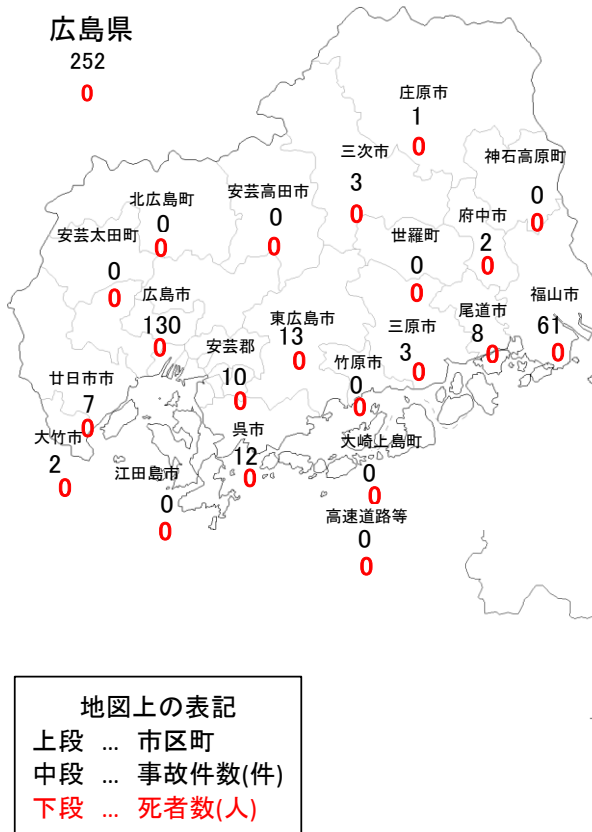 広島県
252
0
庄原市
1
0
三次市
3
0
神石高原町
0
0
北広島町
0
0
安芸高田市
0
0
府中市
2
0
安芸太田町
0
0
世羅町
0
0
広島市
130
0
福山市
61
0
尾道市
8
0
東広島市
13
0
三原市
3
0
安芸郡
10
0
竹原市
0
0
廿日市市
7
0
大竹市
2
0
呉市
12
0
大崎上島町
0
0
江田島市
0
0
高速道路等
0
0
地図上の表記
上段 … 市区町
中段 … 事故件数(件)
下段 … 死者数(人)